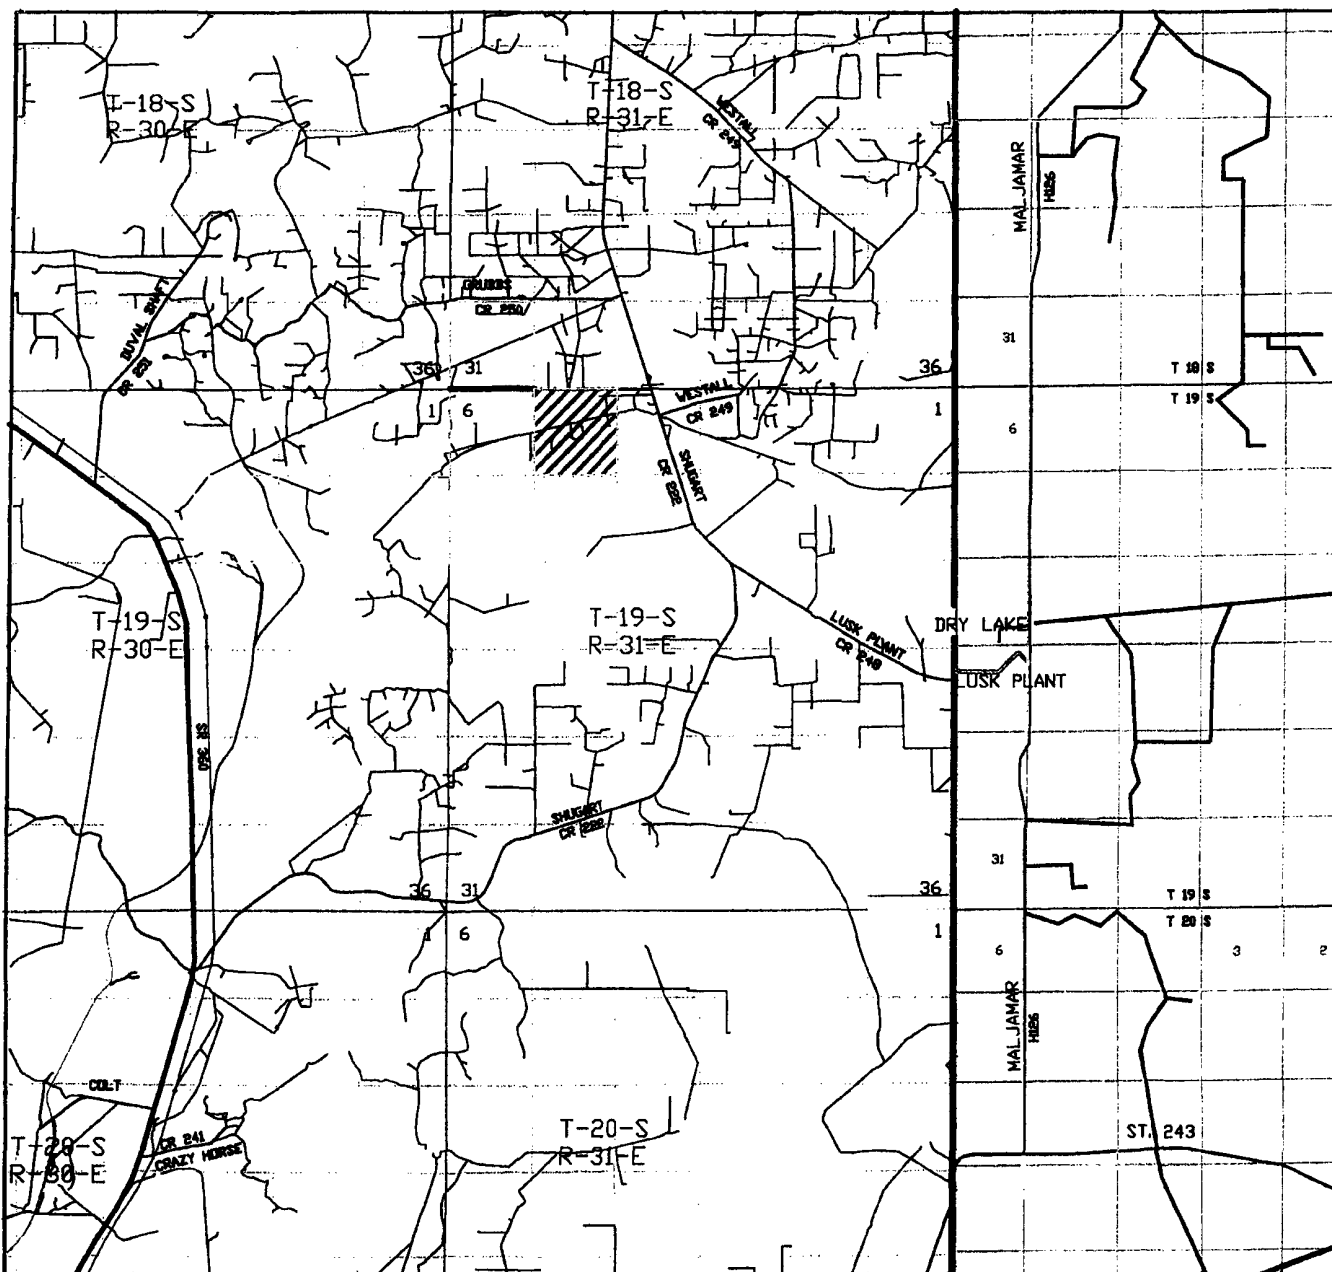 T-18-S
R-30-E
T-18-S
R-31-E
WESTALL
CR 249
MALJAMAR
H126
DUVAL SHAFT
CR 251
GRUBBS
CR 250
36 31
36
31
T 18 S
1 6
WESTALL
CR 249
1
6
T 19 S
SHUGART
CR 222
T-19-S
R-30-E
T-19-S
R-31-E
LUSK PLANT
CR 248
DRY LAKE
LUSK PLANT
SR 360
SHUGART
CR 222
36 31
36
31
T 19 S
1 6
1
6
T 20 S
3
2
MALJAMAR
H126
COLT
T-20-S
R-30-E
CR 241
CRAZY HORSE
T-20-S
R-31-E
ST. 243